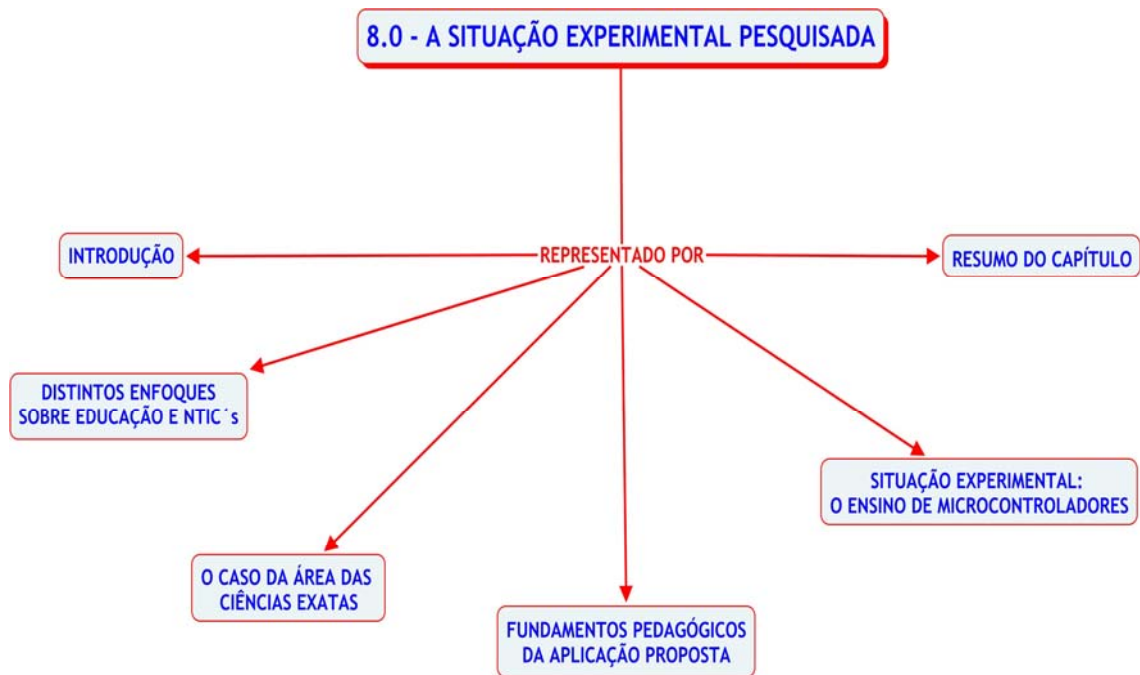 8.0 - A SITUAÇÃO EXPERIMENTAL PESQUISADA
REPRESENTADO POR
INTRODUÇÃO
DISTINTOS ENFOQUES
SOBRE EDUCAÇÃO E NTIC´s
O CASO DA ÁREA DAS
CIÊNCIAS EXATAS
FUNDAMENTOS PEDAGÓGICOS
DA APLICAÇÃO PROPOSTA
SITUAÇÃO EXPERIMENTAL:
O ENSINO DE MICROCONTROLADORES
RESUMO DO CAPÍTULO